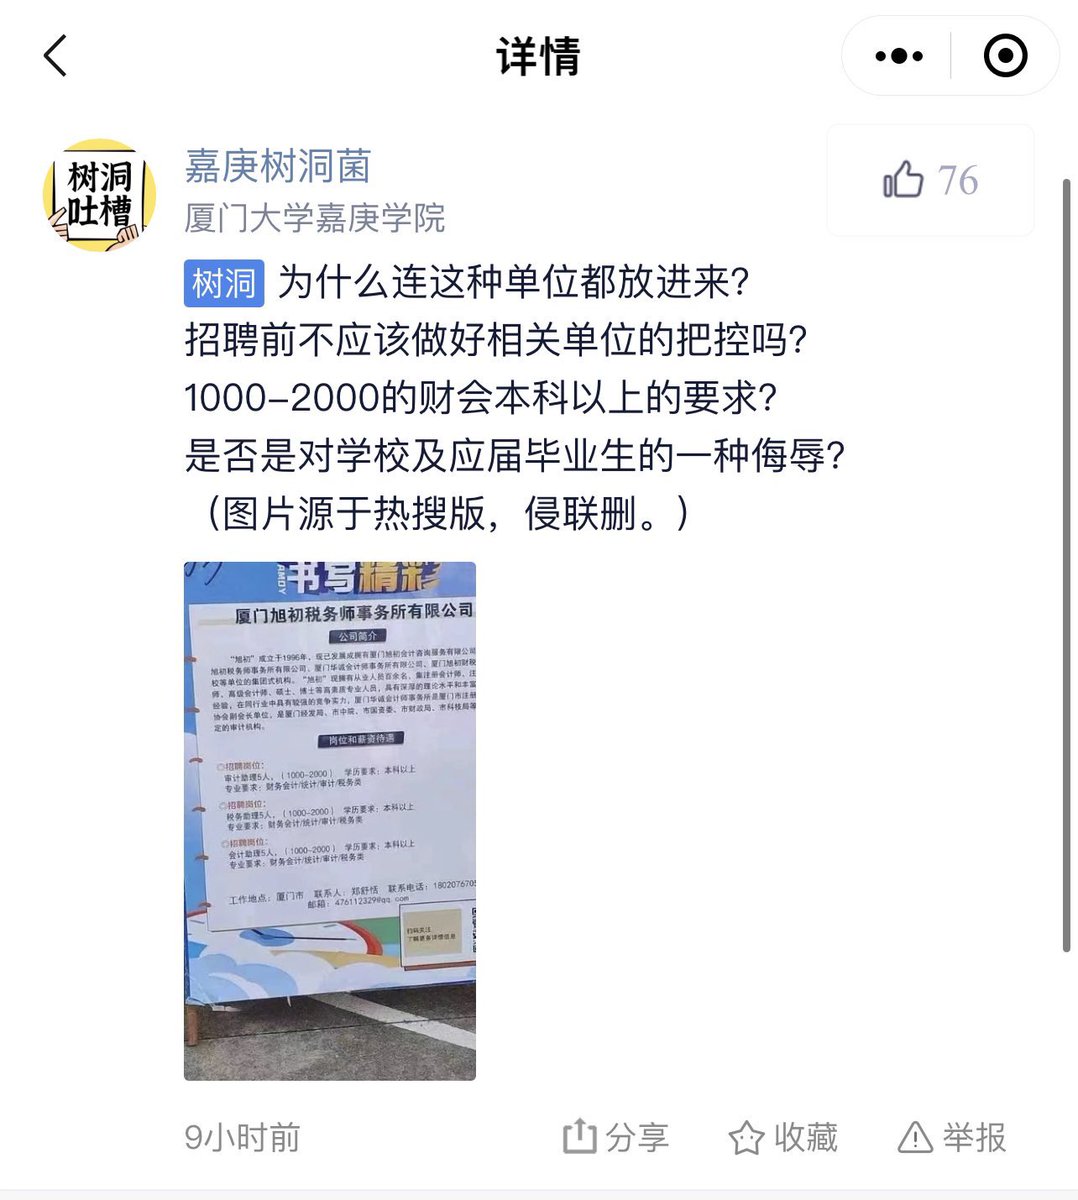 详情
树洞
吐槽
嘉庚树洞菌
厦门大学嘉庚学院
76
树洞 为什么连这种单位都放进来?
招聘前不应该做好相关单位的把控吗?
1000-2000的财会本科以上的要求?
是否是对学校及应届毕业生的一种侮辱?
（图片源于热搜版，侵联删。）
书写精彩
厦门旭初税务师事务所有限公司
公司简介
“旭初”成立于1996年，现已发展成拥有厦门旭初会计咨询服务有限公司
旭初税务师事务所有限公司、厦门华诚会计师事务所有限公司、厦门旭初财税
校等单位的集团式机构。“旭初”现拥有从业人员百余名，集注册会计师、注
师、高级会计师、硕士、博士等高素质专业人员，具有深厚的理论水平和丰富
经验，在同行业中具有较强的竞争实力，厦门华诚会计师事务所是厦门市注册
协会副会长单位，是厦门经发局、市中院、市国资委、市财政局、市科技局等
定的审计机构。
岗位和薪资待遇
◎招聘岗位：
审计助理5人，（1000-2000） 学历要求：本科以上
专业要求：财务会计/统计/审计/税务类
◎招聘岗位：
税务助理5人，（1000-2000） 学历要求：本科以上
专业要求：财务会计/统计/审计/税务类
◎招聘岗位：
会计助理5人，（1000-2000） 学历要求：本科以上
专业要求：财务会计/统计/审计/税务类
工作地点：厦门市 联系人：郑舒恬 联系电话：1802076705
邮箱：476112329@qq.com
扫码关注
了解更多详情信息
9小时前
分享
收藏
举报